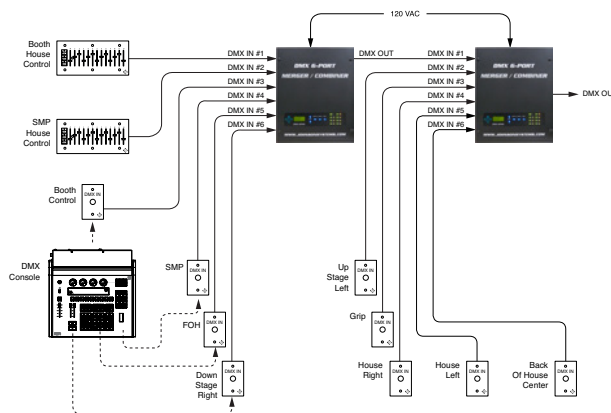 120 VAC
Booth
House
Control
SMP
House
Control
DMX IN #1
DMX IN #2
DMX IN #3
DMX IN #4
DMX IN #5
DMX IN #6
DMX 6-PORT
MERGER / COMBINER
DMX OUT
DMX IN #1
DMX IN #2
DMX IN #3
DMX IN #4
DMX IN #5
DMX IN #6
DMX 6-PORT
MERGER / COMBINER
DMX OU
Booth
Control
DMX IN
DMX
Console
SMP
DMX IN
FOH
DMX IN
Down
Stage
Right
DMX IN
Up
Stage
Left
DMX IN
Grip
DMX IN
House
Right
DMX IN
House
Left
DMX IN
Back
Of House
Center
DMX IN